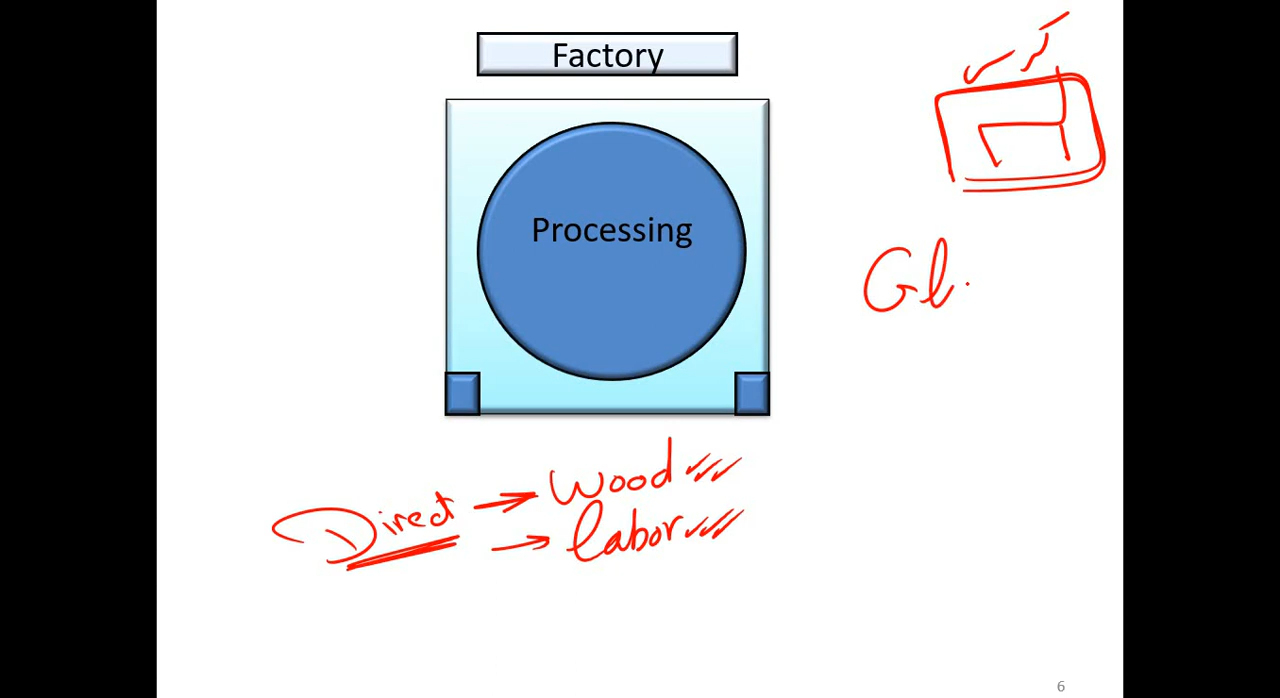 Factory
Processing
Gl
Direct → Wood
→ labor
6